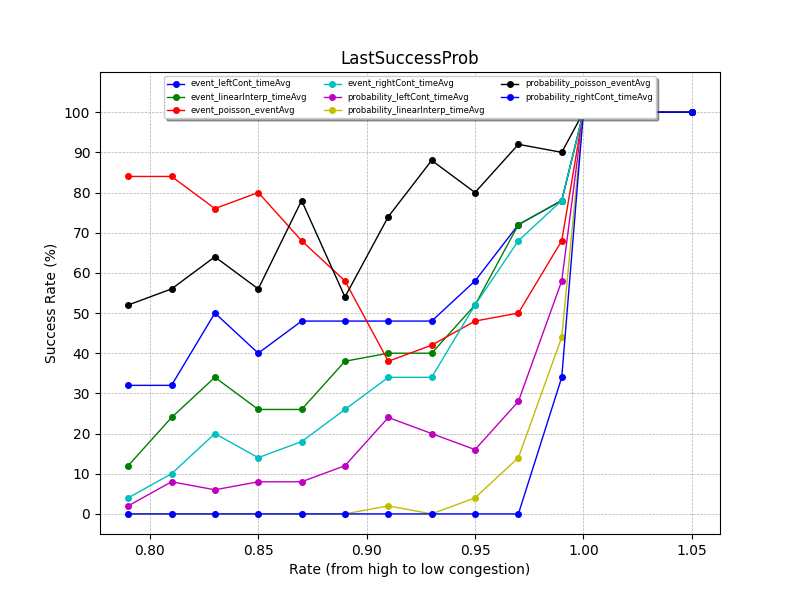 LastSuccessProb
event_leftCont_timeAvg
event_linearInterp_timeAvg
event_poisson_eventAvg
event_rightCont_timeAvg
probability_leftCont_timeAvg
probability_linearInterp_timeAvg
probability_poisson_eventAvg
probability_rightCont_timeAvg
Success Rate (%)
100
90
80
70
60
50
40
30
20
10
0
0.80 0.85 0.90 0.95 1.00 1.05
Rate (from high to low congestion)